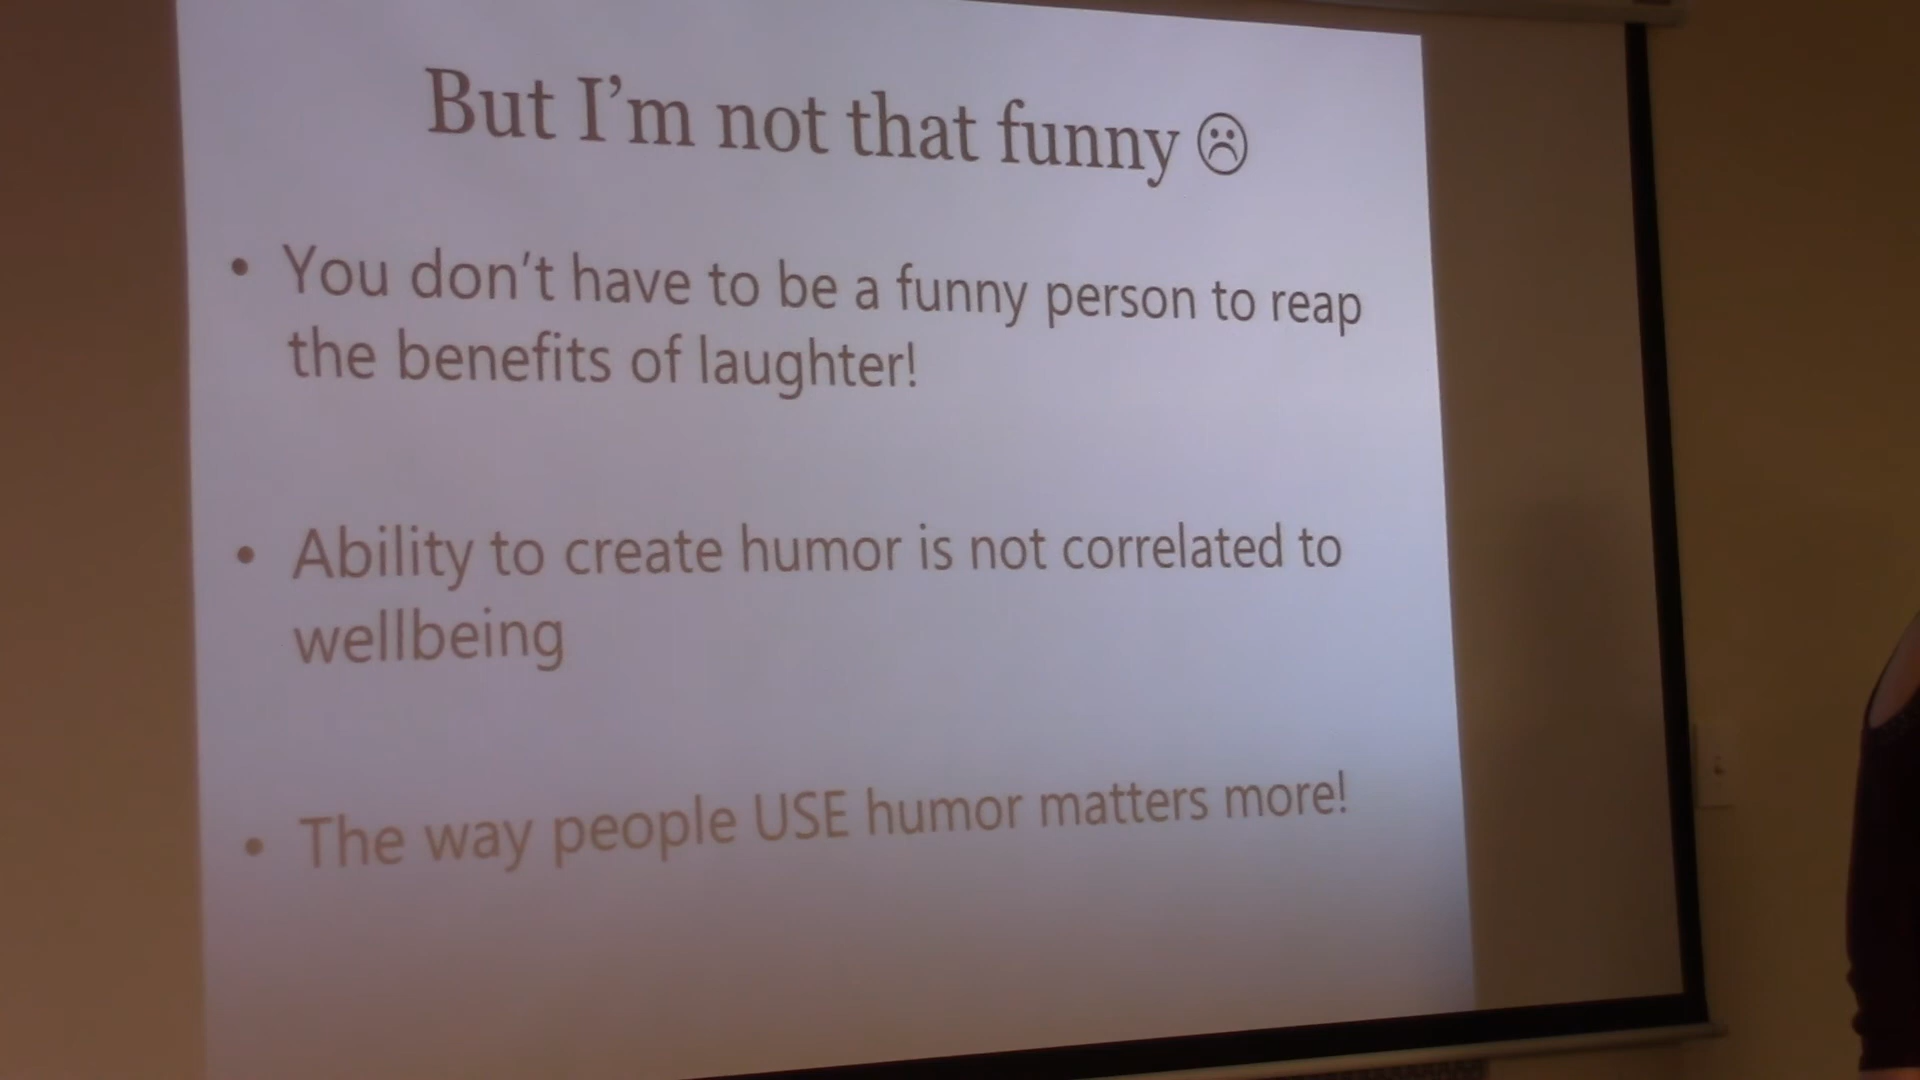 But I'm not that funny ☹
• You don't have to be a funny person to reap
the benefits of laughter!
• Ability to create humor is not correlated to
wellbeing
• The way people USE humor matters more!